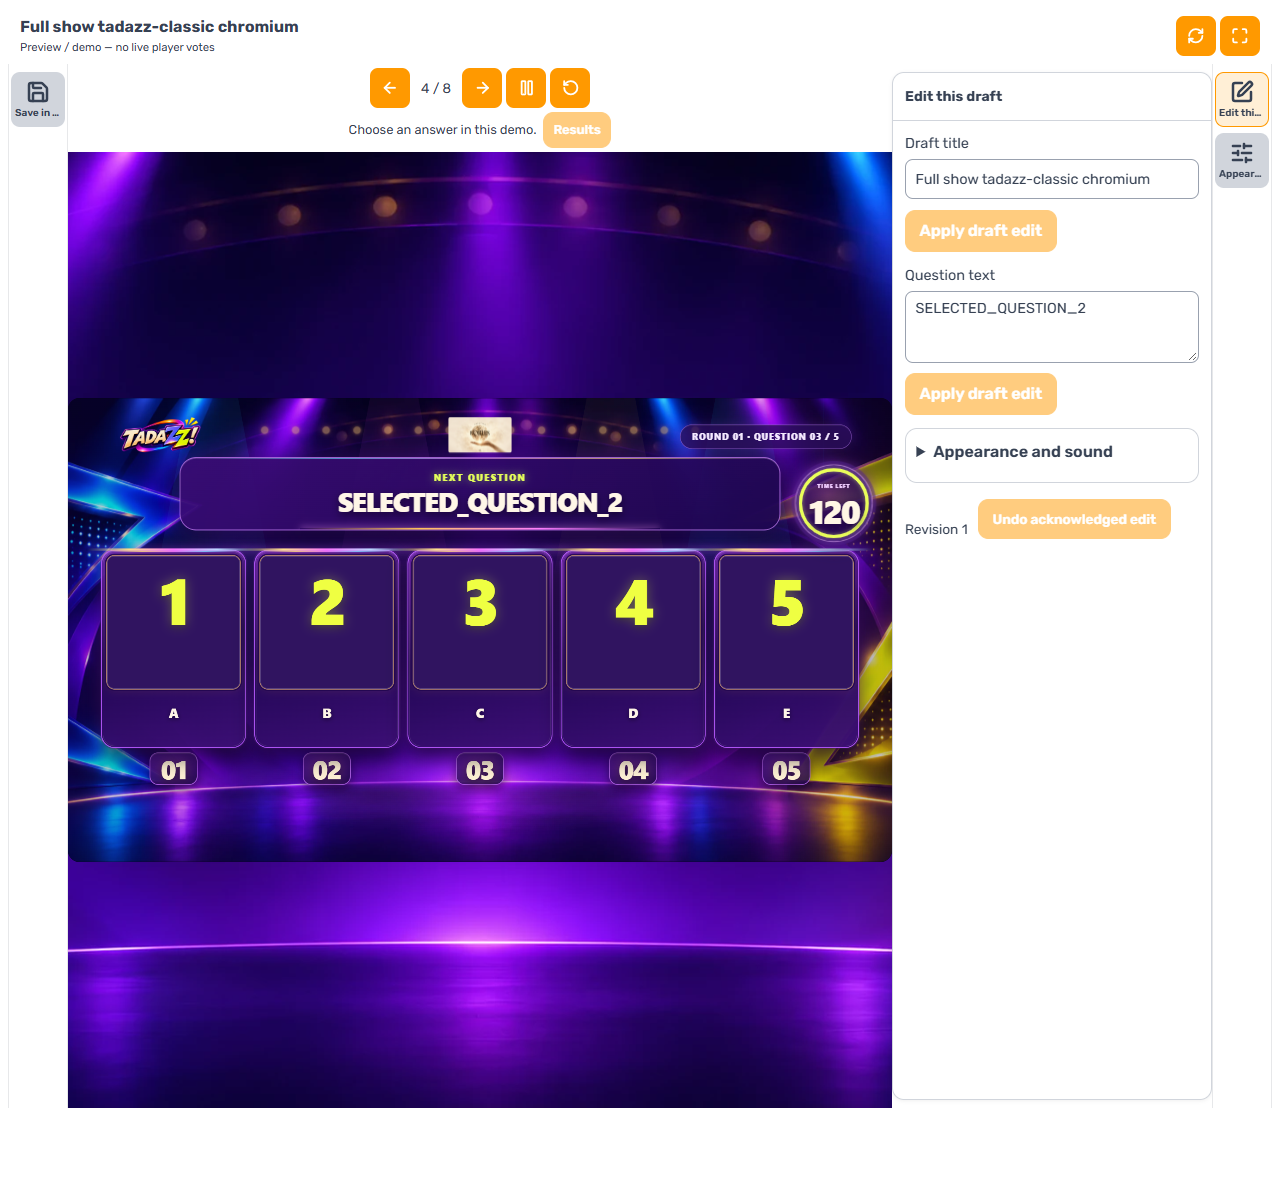 Full show tadazz-classic chromium
Preview / demo — no live player votes
Save in ...
4 / 8
Choose an answer in this demo.
Results
TADAZZ!
ROUND 01 · QUESTION 03 / 5
NEXT QUESTION
SELECTED_QUESTION_2
TIME LEFT
120
1
2
3
4
5
A
B
C
D
E
01
02
03
04
05
Edit this draft
Draft title
Full show tadazz-classic chromium
Apply draft edit
Question text
SELECTED_QUESTION_2
Apply draft edit
Appearance and sound
Revision 1
Undo acknowledged edit
Edit thi...
Appear...